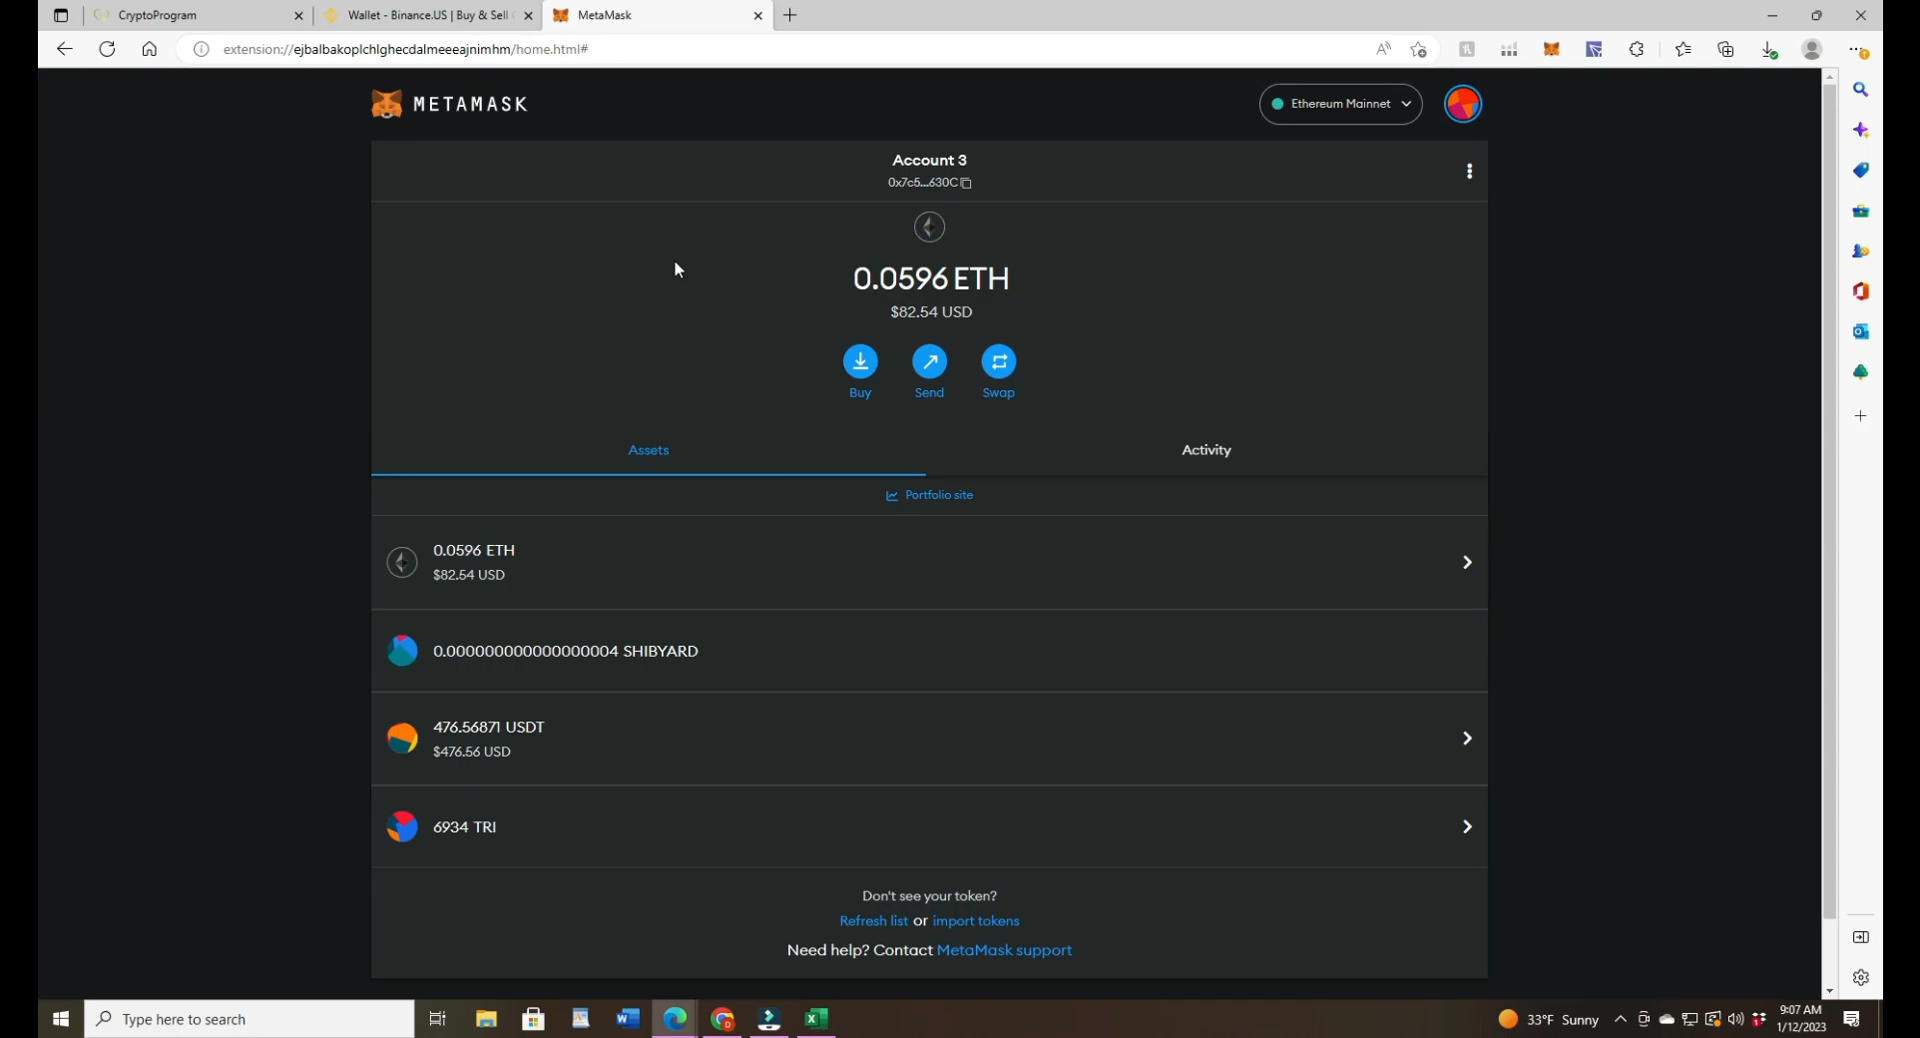 CryptoProgram
Wallet - Binance.US | Buy & Sell
MetaMask
extension://ejbalbakoplchlghecdalmeeeajnimhm/home.html#
METAMASK
Ethereum Mainnet
Account 3
0x7c5...630C
0.0596 ETH
$82.54 USD
Buy
Send
Swap
Assets
Activity
Portfolio site
0.0596 ETH
$82.54 USD
0.000000000000000004 SHIBYARD
476.56871 USDT
$476.56 USD
6934 TRI
Don't see your token?
Refresh list or import tokens
Need help? Contact MetaMask support
Type here to search
33°F Sunny
9:07 AM
1/12/2023